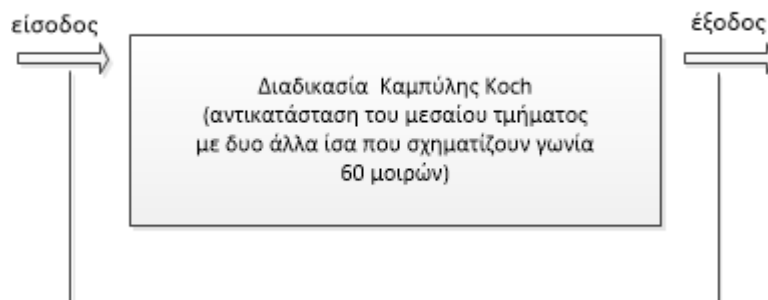 είσοδος
έξοδος
Διαδικασία Καμπύλης Koch
(αντικατάσταση του μεσαίου τμήματος
με δυο άλλα ίσα που σχηματίζουν γωνία
60 μοιρών)